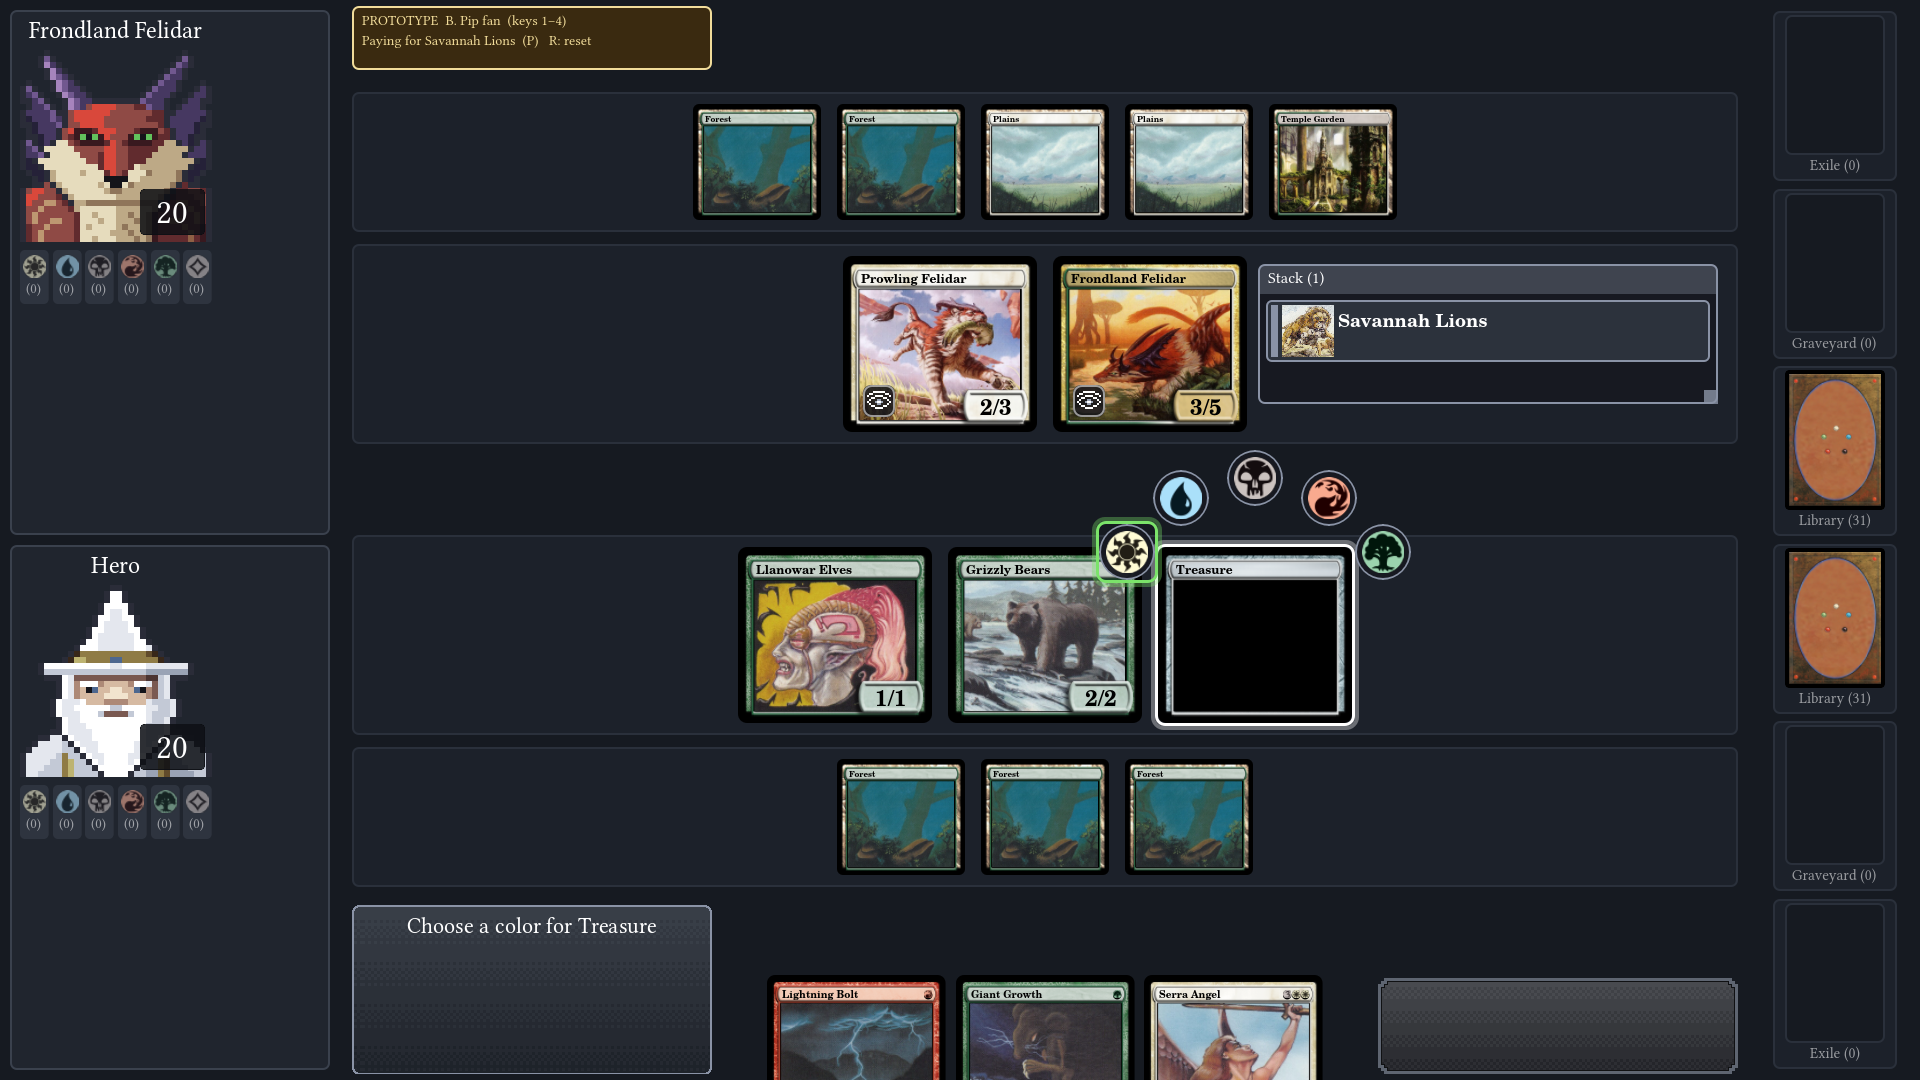 Frondland Felidar
20
(0) (0) (0) (0) (0) (0)
Hero
20
(0) (0) (0) (0) (0) (0)
PROTOTYPE B. Pip fan (keys 1–4)
Paying for Savannah Lions (P) R: reset
Forest
Forest
Plains
Plains
Temple Garden
Prowling Felidar
2/3
Frondland Felidar
3/5
Stack (1)
Savannah Lions
Llanowar Elves
1/1
Grizzly Bears
2/2
Treasure
Forest
Forest
Forest
Choose a color for Treasure
Lightning Bolt
Giant Growth
Serra Angel
3
Exile (0)
Graveyard (0)
Library (31)
Library (31)
Graveyard (0)
Exile (0)